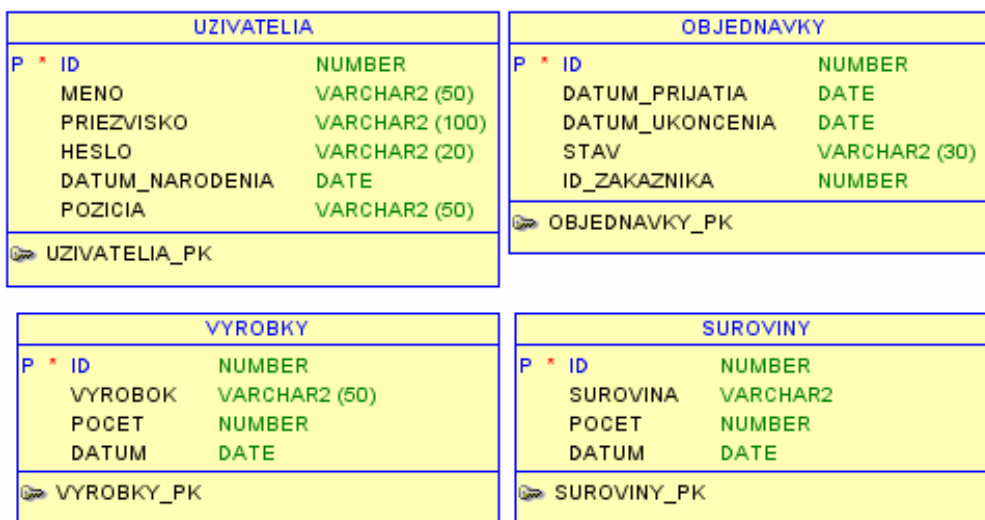 UZIVATELIA
P * ID NUMBER
MENO VARCHAR2 (50)
PRIEZVISKO VARCHAR2 (100)
HESLO VARCHAR2 (20)
DATUM_NARODENIA DATE
POZICIA VARCHAR2 (50)
UZIVATELIA_PK
OBJEDNAVKY
P * ID NUMBER
DATUM_PRIJATIA DATE
DATUM_UKONCENIA DATE
STAV VARCHAR2 (30)
ID_ZAKAZNIKA NUMBER
OBJEDNAVKY_PK
VYROBKY
P * ID NUMBER
VYROBOK VARCHAR2 (50)
POCET NUMBER
DATUM DATE
VYROBKY_PK
SUROVINY
P * ID NUMBER
SUROVINA VARCHAR2
POCET NUMBER
DATUM DATE
SUROVINY_PK